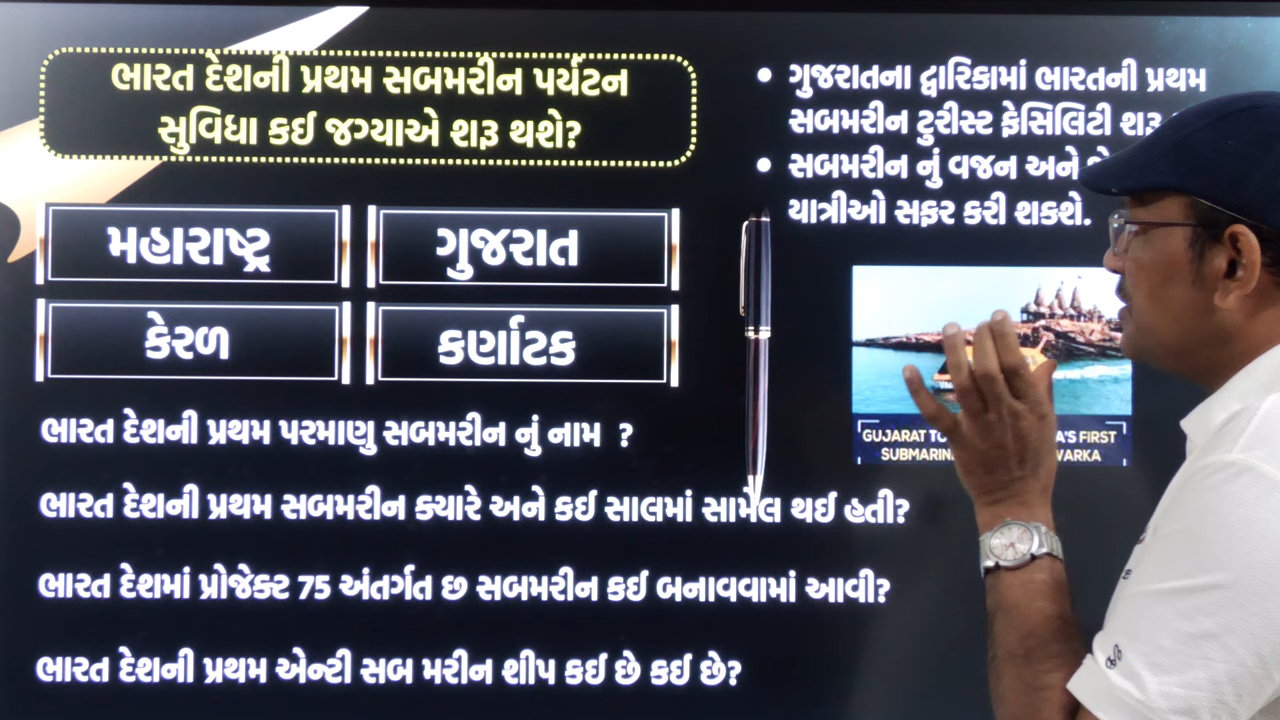 ભારત દેશની પ્રથમ સબમરીન પર્યટન
સુવિધા કઈ જગ્યાએ શરૂ થશે?
મહારાષ્ટ્ર
ગુજરાત
કેરળ
કર્ણાટક
ભારત દેશની પ્રથમ પરમાણુ સબમરીન નું નામ ?
ભારત દેશની પ્રથમ સબમરીન ક્યારે અને કઈ સાલમાં સામેલ થઈ હતી?
ભારત દેશમાં પ્રોજેક્ટ 75 અંતર્ગત છ સબમરીન કઈ બનાવવામાં આવી?
ભારત દેશની પ્રથમ એન્ટી સબ મરીન શીપ કઈ છે કઈ છે?
• ગુજરાતના દ્વારિકામાં ભારતની પ્રથમ
સબમરીન ટુરીસ્ટ ફેસિલિટી શરૂ
• સબમરીન નું વજન અને
યાત્રીઓ સફર કરી શકશે.
GUJARAT FIRST